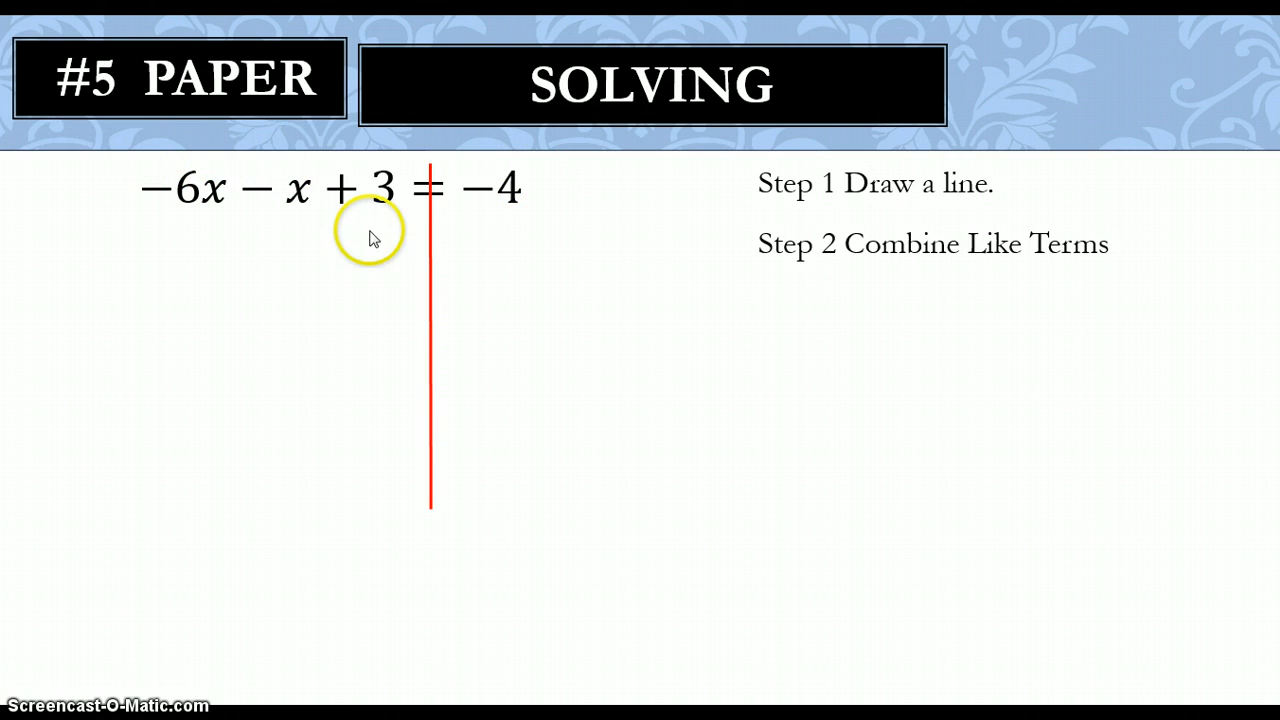 #5 PAPER
SOLVING
−6x − x + 3 = −4
Step 1 Draw a line.
Step 2 Combine Like Terms
Screencast-O-Matic.com